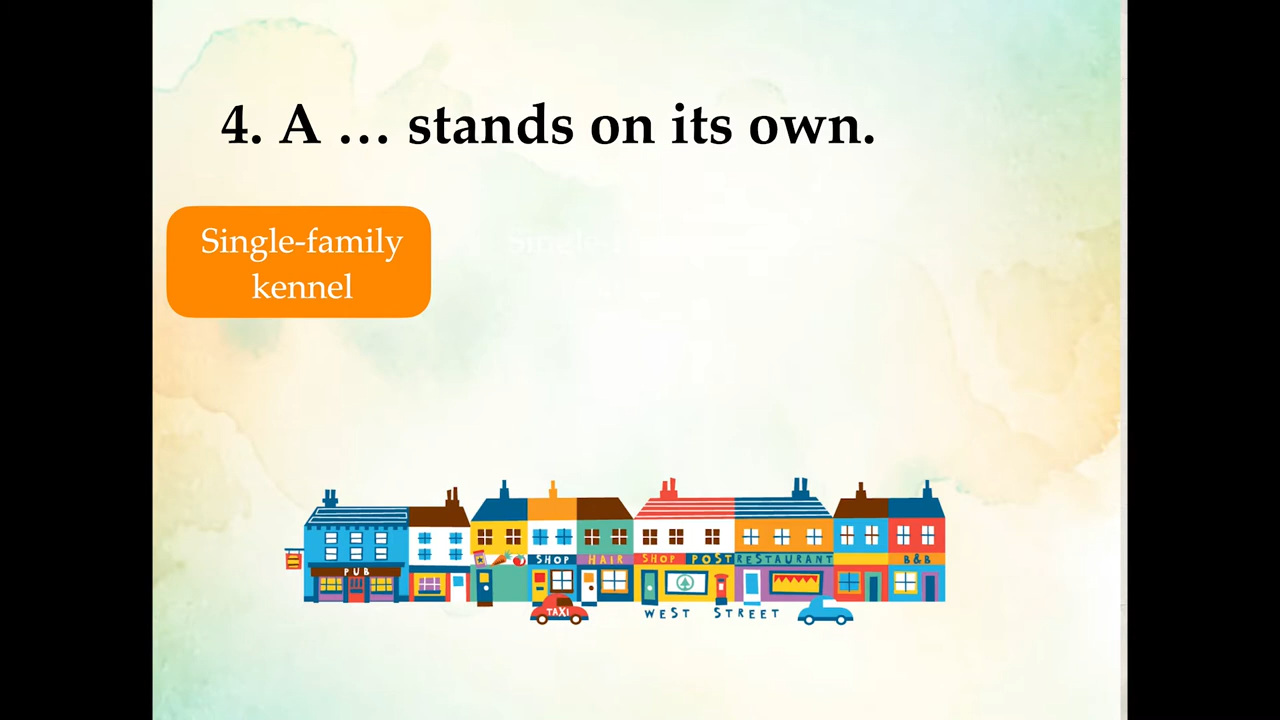 4. A … stands on its own.
Single-family
kennel
PUB
SHOP
HAIR
SHOP
POST
RESTAURANT
B&B
TAXI
WEST STREET